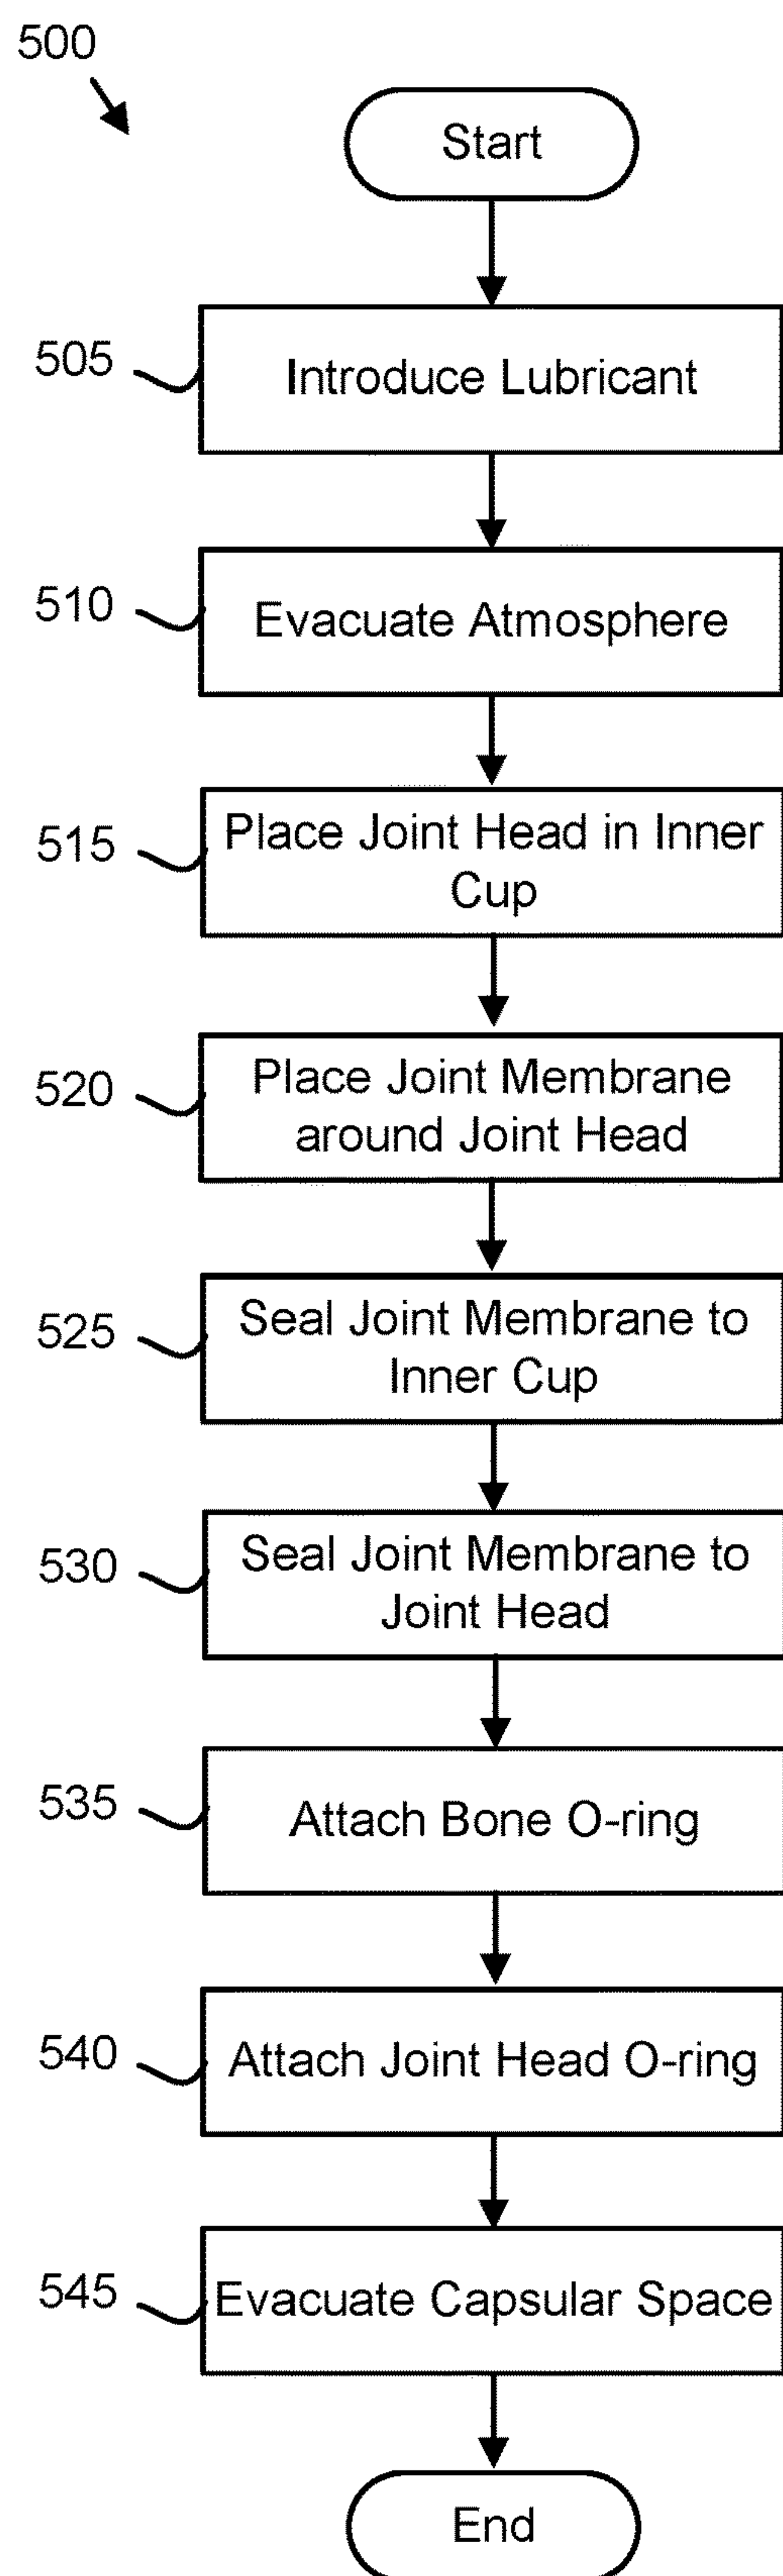 500
Start
505
Introduce Lubricant
510
Evacuate Atmosphere
515
Place Joint Head in Inner
Cup
520
Place Joint Membrane
around Joint Head
525
Seal Joint Membrane to
Inner Cup
530
Seal Joint Membrane to
Joint Head
535
Attach Bone O-ring
540
Attach Joint Head O-ring
545
Evacuate Capsular Space
End